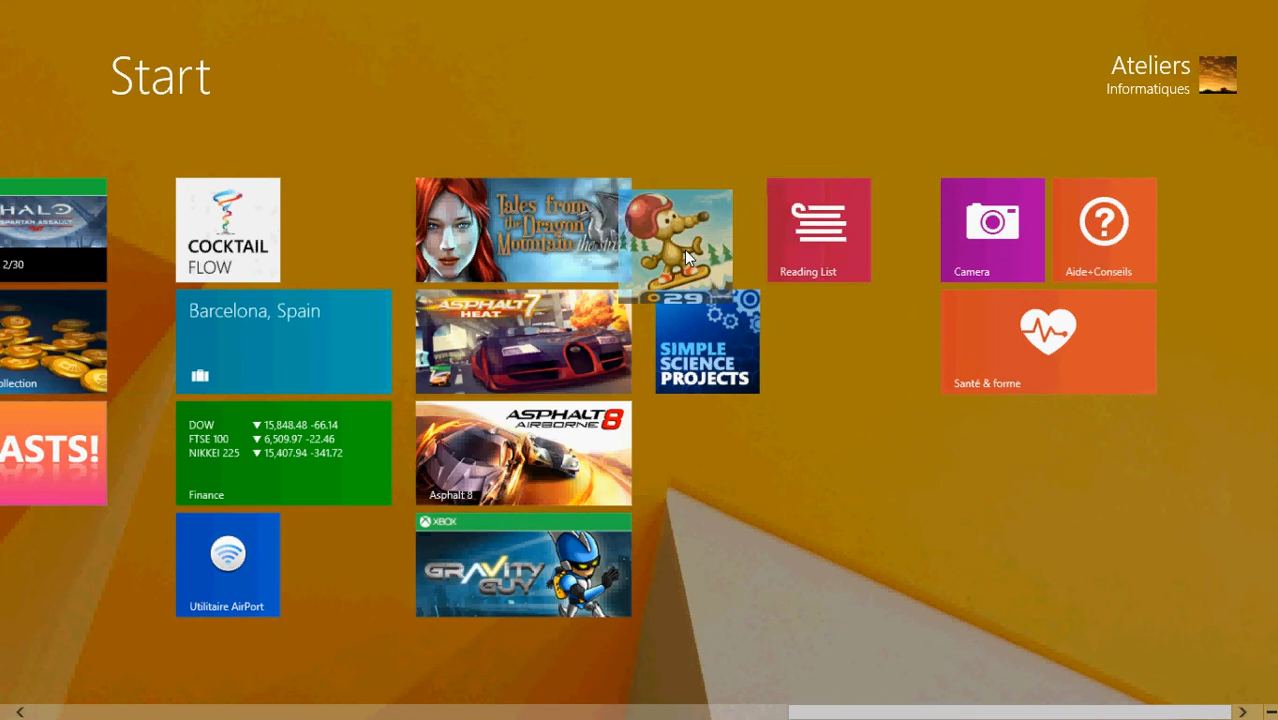 Start
Ateliers
Informatiques
HALO
SPARTAN ASSAULT
2/30
COCKTAIL
FLOW
Tales from
the Dragon
Mountain the
Reading List
Camera
Aide+Conseils
ollection
Barcelona, Spain
ASPHALT 7
HEAT
29
SIMPLE
SCIENCE
PROJECTS
Santé & forme
ASTS!
DOW ▼ 15,848.48 -66.14
FTSE 100 ▼ 6,509.97 -22.46
NIKKEI 225 ▼ 15,407.94 -341.72
Finance
ASPHALT 8
AIRBORNE
Asphalt 8
Utilitaire AirPort
XBOX
GRAVITY
GUY